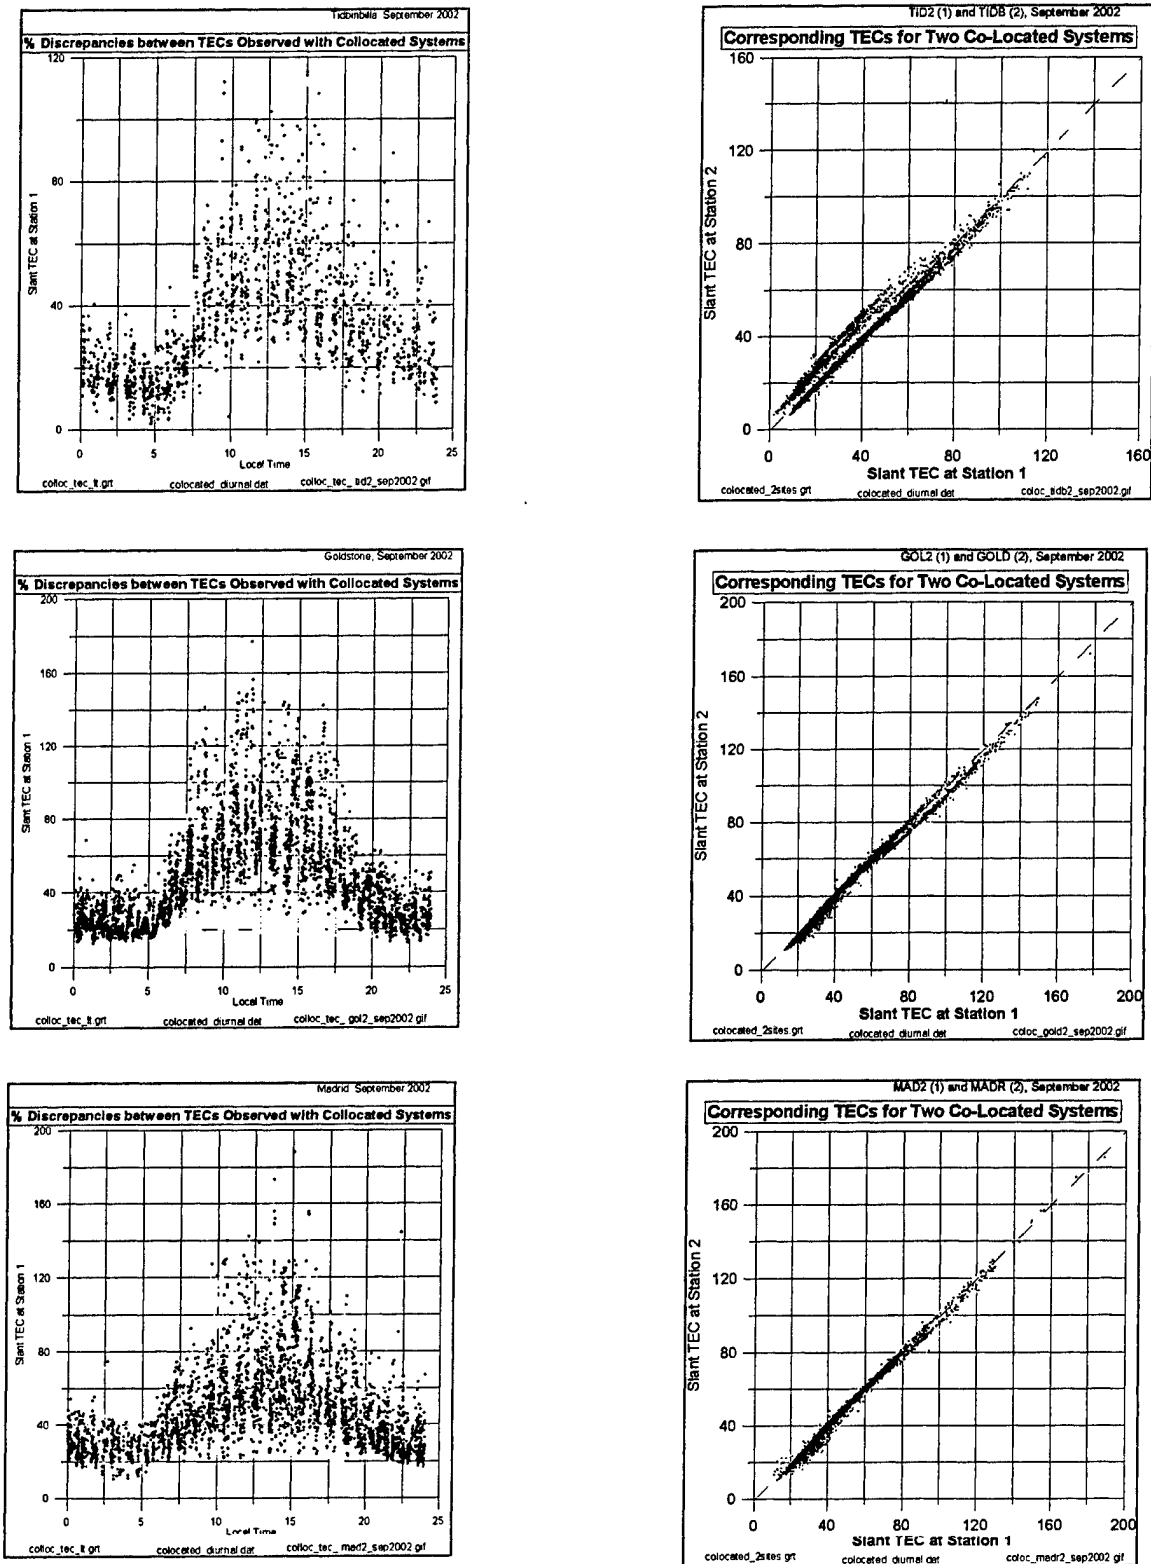 Tidbinbilla September 2002
% Discrepancies between TECs Observed with Collocated Systems
120
80
40
0
Slant TEC at Station 1
0 5 10 15 20 25
Local Time
colloc_tec_lt.grt colocated_diurnal dat colloc_tec_tid2_sep2002.gif
TID2 (1) and TIDB (2), September 2002
Corresponding TECs for Two Co-Located Systems
160
120
80
40
0
Slant TEC at Station 2
0 40 80 120 160
Slant TEC at Station 1
colocated_2sites grt colocated_diurnal dat coloc_tidb2_sep2002.gif
Goldstone, September 2002
% Discrepancies between TECs Observed with Collocated Systems
200
160
120
80
40
0
Slant TEC at Station 1
0 5 10 15 20 25
Local Time
colloc_tec_lt.grt colocated_diurnal dat colloc_tec_gol2_sep2002 gif
GOL2 (1) and GOLD (2), September 2002
Corresponding TECs for Two Co-Located Systems
200
160
120
80
40
0
Slant TEC at Station 2
0 40 80 120 160 200
Slant TEC at Station 1
colocated_2sites.grt colocated_diurnal dat coloc_gold2_sep2002.gif
Madrid September 2002
% Discrepancies between TECs Observed with Collocated Systems
200
160
120
80
40
0
Slant TEC at Station 1
0 5 10 15 20 25
Local Time
colloc_tec_lt grt colocated_diurnal dat colloc_tec_mad2_sep2002 gif
MAD2 (1) and MADR (2), September 2002
Corresponding TECs for Two Co-Located Systems
200
160
120
80
40
0
Slant TEC at Station 2
0 40 80 120 160 200
Slant TEC at Station 1
colocated_2sites grt colocated diurnal dat coloc_madr2_sep2002 gif